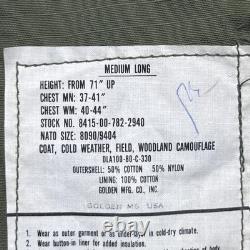 MEDIUM LONG
HEIGHT: FROM 71" UP
CHEST MN: 37-41"
CHEST WM: 40-44"
STOCK NO. 8415-00-782-2940
NATO SIZE: 8090/9404
COAT, COLD WEATHER, FIELD, WOODLAND CAMOUFLAGE
DLA100-80-C-330
OUTERSHELL: 50% COTTON 50% NYLON
LINING: 100% COTTON
GOLDEN MFG. CO., INC.
GOLDEN MS, USA
1. Wear as outer garment or as under-layer in cold-dry climate.
2. Wear button-in liner for added insulation.